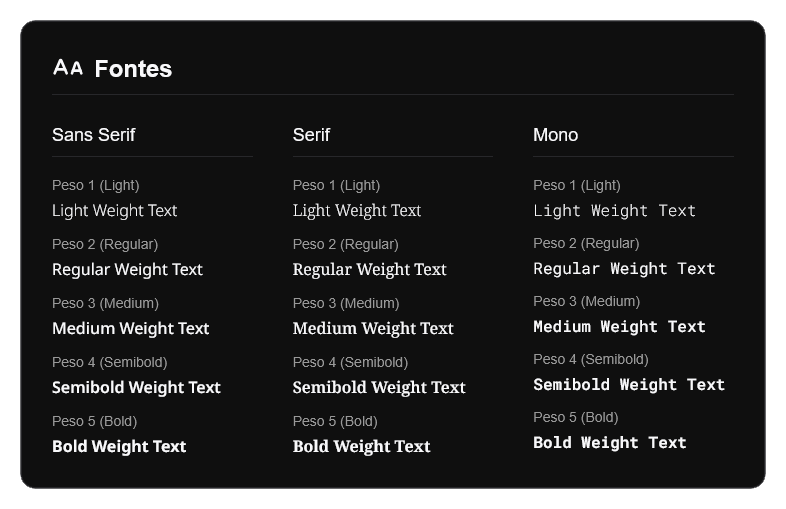 AA Fontes
Sans Serif
Peso 1 (Light)
Light Weight Text
Peso 2 (Regular)
Regular Weight Text
Peso 3 (Medium)
Medium Weight Text
Peso 4 (Semibold)
Semibold Weight Text
Peso 5 (Bold)
Bold Weight Text
Serif
Peso 1 (Light)
Light Weight Text
Peso 2 (Regular)
Regular Weight Text
Peso 3 (Medium)
Medium Weight Text
Peso 4 (Semibold)
Semibold Weight Text
Peso 5 (Bold)
Bold Weight Text
Mono
Peso 1 (Light)
Light Weight Text
Peso 2 (Regular)
Regular Weight Text
Peso 3 (Medium)
Medium Weight Text
Peso 4 (Semibold)
Semibold Weight Text
Peso 5 (Bold)
Bold Weight Text